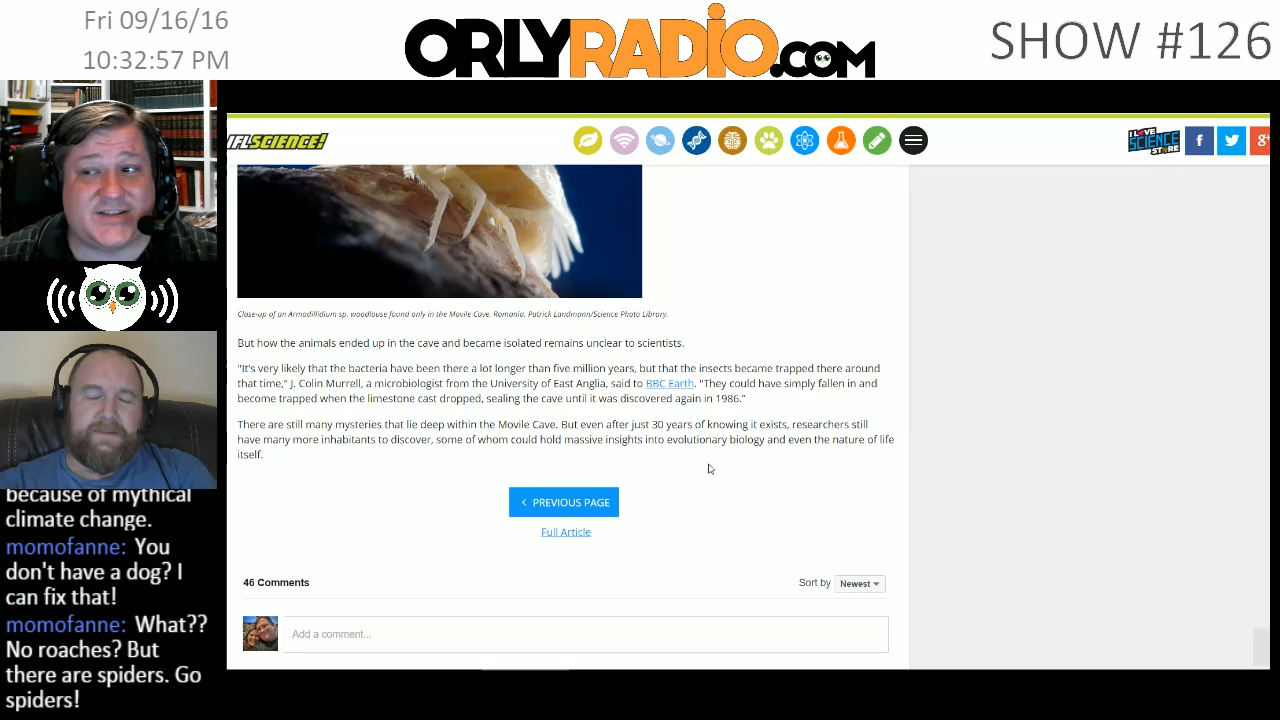 Fri 09/16/16
10:32:57 PM
ORLYRADiO.COM
SHOW #126
IFLSCIENCE!
I LOVE
SCIENCE
STORE
f
g+
Close-up of an Armadillidium sp. woodlouse found only in the Movile Cave, Romania. Patrick Landmann/Science Photo Library.
But how the animals ended up in the cave and became isolated remains unclear to scientists.
"It's very likely that the bacteria have been there a lot longer than five million years, but that the insects became trapped there around
that time," J. Colin Murrell, a microbiologist from the University of East Anglia, said to BBC Earth. "They could have simply fallen in and
become trapped when the limestone cast dropped, sealing the cave until it was discovered again in 1986."
There are still many mysteries that lie deep within the Movile Cave. But even after just 30 years of knowing it exists, researchers still
have many more inhabitants to discover, some of whom could hold massive insights into evolutionary biology and even the nature of life
itself.
PREVIOUS PAGE
Full Article
46 Comments
Sort by Newest
Add a comment...
because of mythical
climate change.
momofanne: You
don't have a dog? I
can fix that!
momofanne: What??
No roaches? But
there are spiders. Go
spiders!